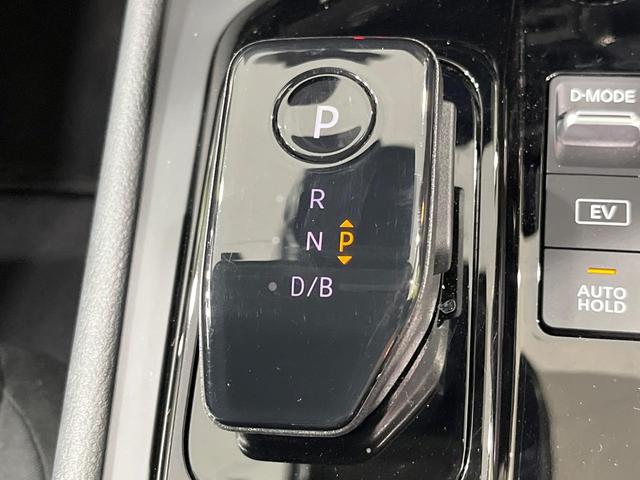 P
R
N P
D/B
D-MODE
EV
AUTO
HOLD